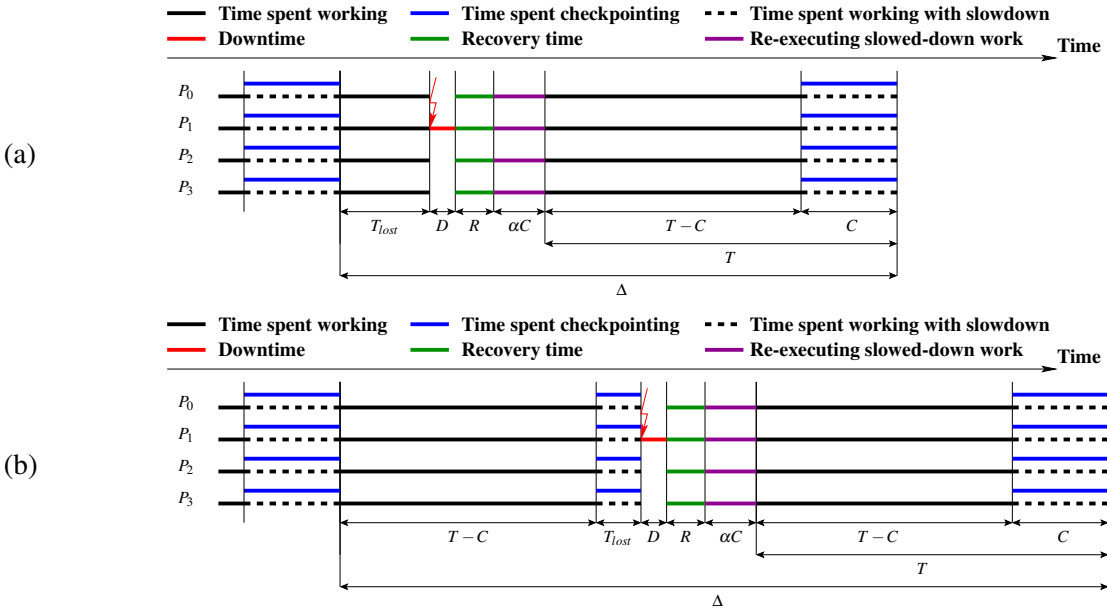 Time spent working Time spent checkpointing Time spent working with slowdown
Downtime Recovery time Re-executing slowed-down work
Time
P0
P1
(a)
P2
P3
Tlost D R αC T − C C
T
Δ
Time spent working Time spent checkpointing Time spent working with slowdown
Downtime Recovery time Re-executing slowed-down work
Time
P0
P1
(b)
P2
P3
T − C Tlost D R αC T − C C
T
Δ